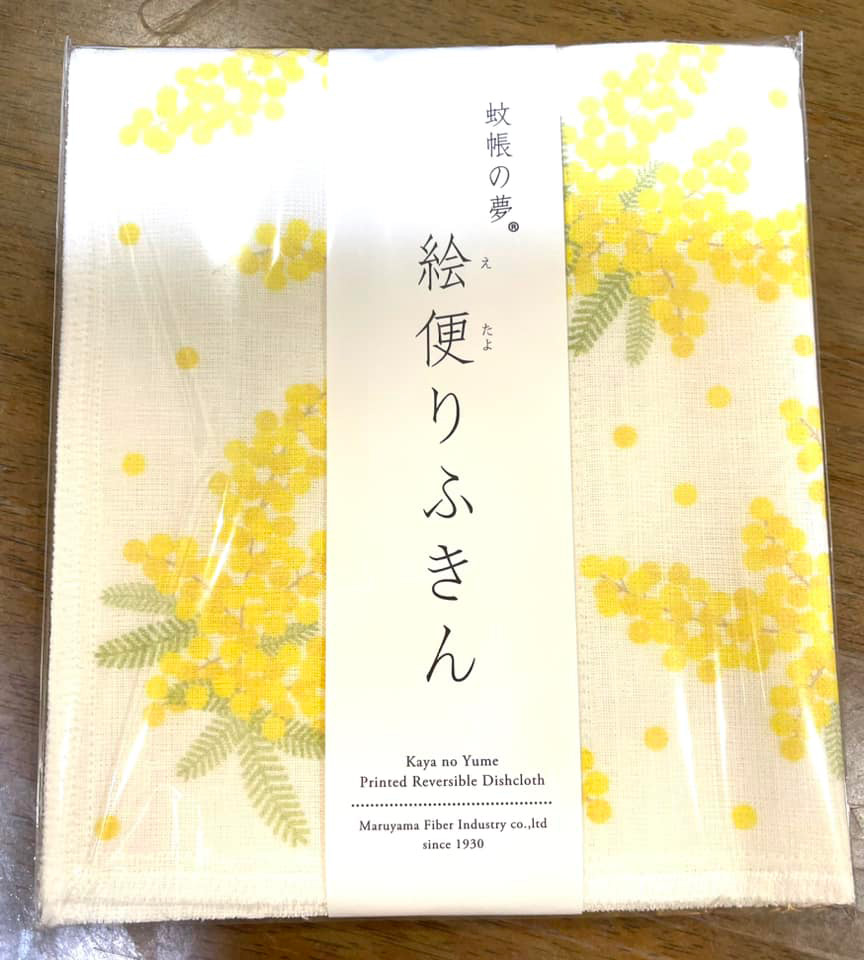 蚊帳の夢®
絵便りふきん
え
たよ
Kaya no Yume
Printed Reversible Dishcloth
Maruyama Fiber Industry co.,ltd
since 1930